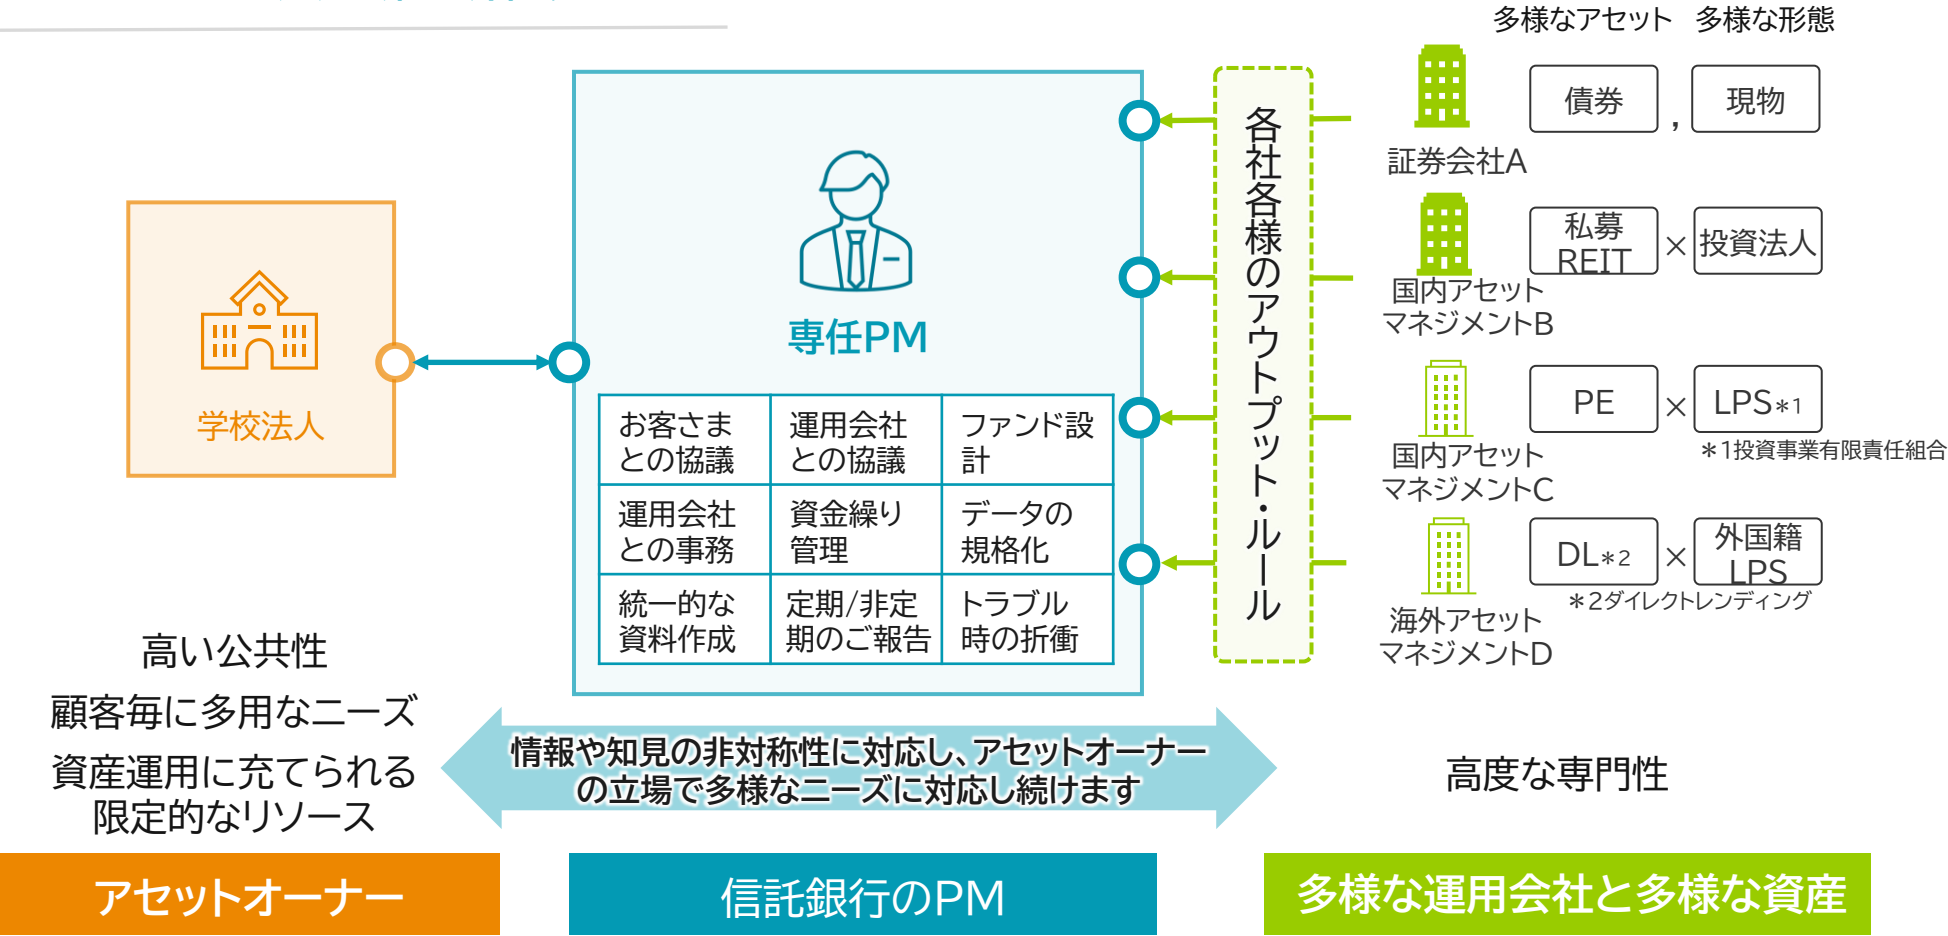 多様なアセット 多様な形態
債券 , 現物
証券会社A
私募
REIT
×
投資法人
国内アセット
マネジメントB
PE × LPS*1
*1投資事業有限責任組合
国内アセット
マネジメントC
DL*2
×
外国籍
LPS
*2ダイレクトレンディング
海外アセット
マネジメントD
各社各様のアウトプット・ルール
専任PM
お客さま
との協議
運用会社
との協議
ファンド設
計
運用会社
との事務
資金繰り
管理
データの
規格化
統一的な
資料作成
定期/非定
期のご報告
トラブル
時の折衝
学校法人
高い公共性
顧客毎に多用なニーズ
資産運用に充てられる
限定的なリソース
情報や知見の非対称性に対応し、アセットオーナー
の立場で多様なニーズに対応し続けます
高度な専門性
アセットオーナー
信託銀行のPM
多様な運用会社と多様な資産